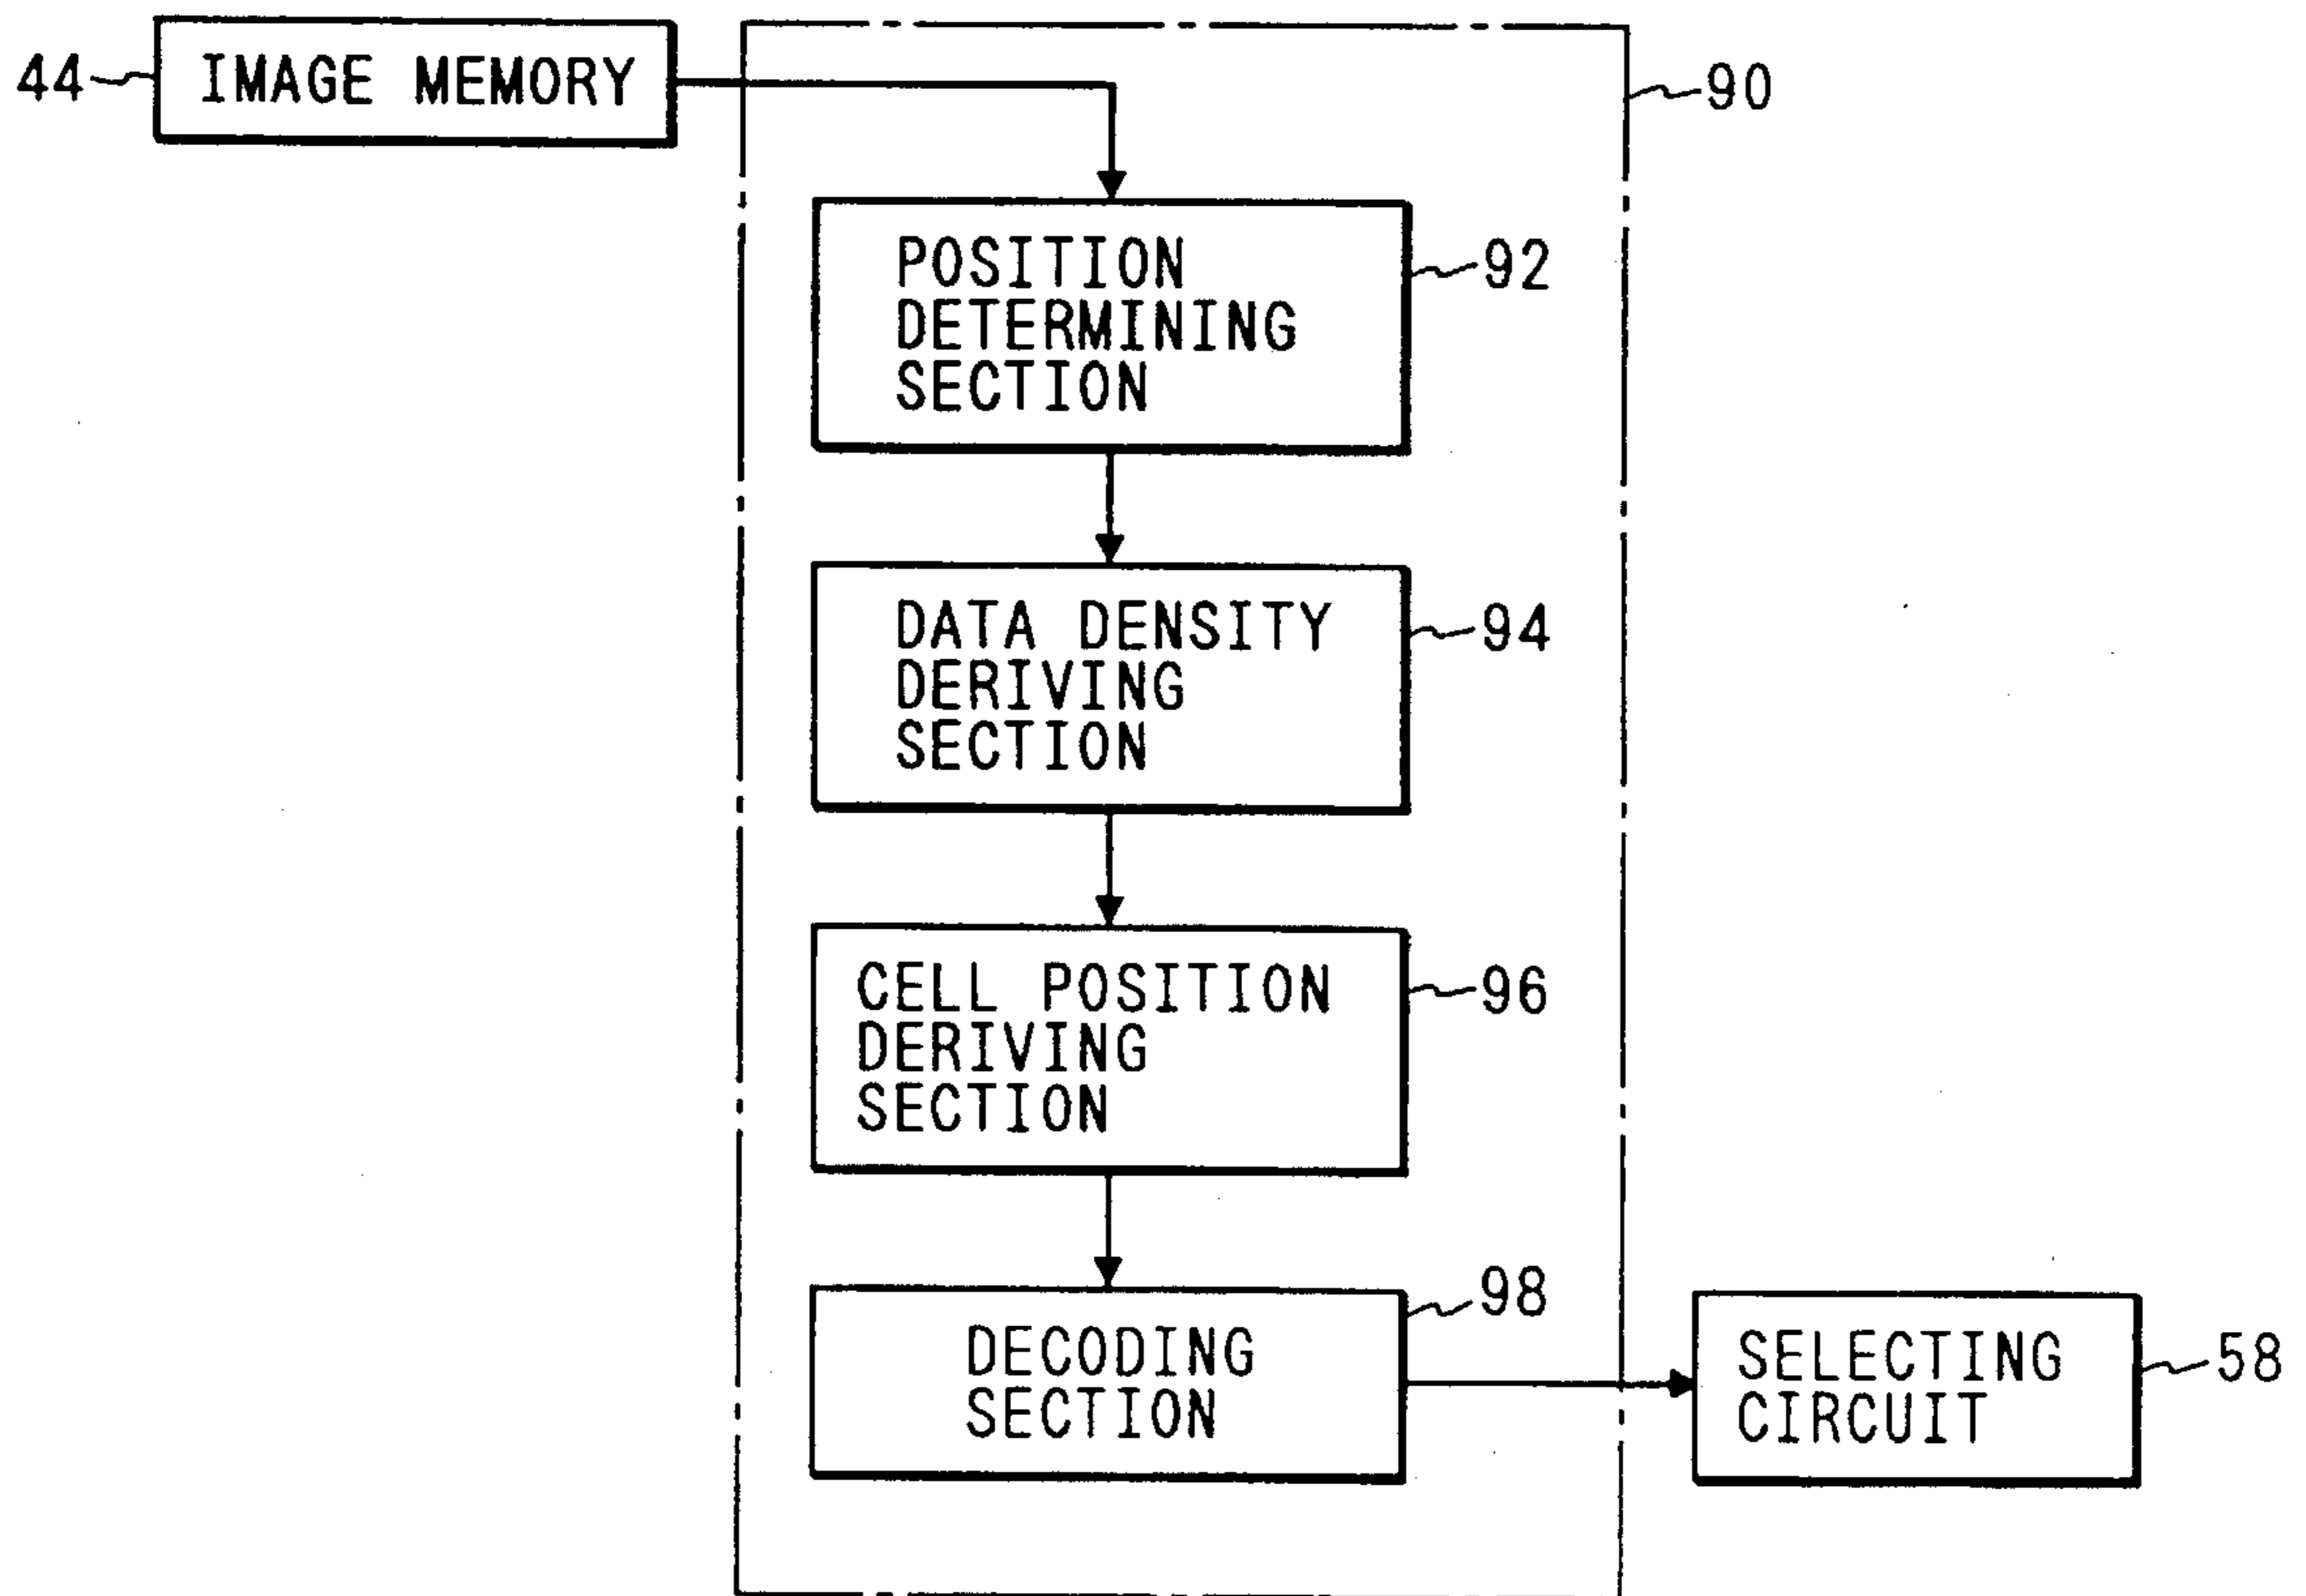 44
IMAGE MEMORY
90
POSITION
DETERMINING
SECTION
92
DATA DENSITY
DERIVING
SECTION
94
CELL POSITION
DERIVING
SECTION
96
DECODING
SECTION
98
SELECTING
CIRCUIT
58